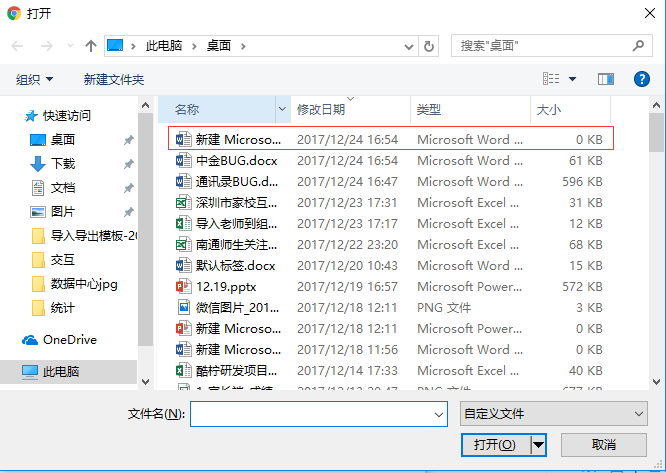 打开
此电脑 桌面 搜索"桌面"
组织 新建文件夹
快速访问
桌面
下载
文档
图片
导入导出模板-20
交互
数据中心jpg
统计
OneDrive
此电脑
名称 修改日期 类型 大小
新建 Microso... 2017/12/24 16:54 Microsoft Word ... 0 KB
中金BUG.docx 2017/12/24 16:54 Microsoft Word ... 61 KB
通讯录BUG.d... 2017/12/24 16:47 Microsoft Word ... 596 KB
深圳市家校互... 2017/12/23 17:31 Microsoft Excel ... 31 KB
导入老师到组... 2017/12/23 17:17 Microsoft Excel ... 12 KB
南通师生关注... 2017/12/22 23:20 Microsoft Excel ... 68 KB
默认标签.docx 2017/12/20 10:43 Microsoft Word ... 15 KB
12.19.pptx 2017/12/19 16:57 Microsoft Power... 572 KB
微信图片_201... 2017/12/18 12:11 PNG 文件 3 KB
新建 Microso... 2017/12/18 12:11 Microsoft Power... 0 KB
新建 Microso... 2017/12/18 11:56 Microsoft Word ... 0 KB
酷柠研发项目... 2017/12/14 17:33 Microsoft Excel ... 40 KB
文件名(N): 自定义文件
打开(O) 取消